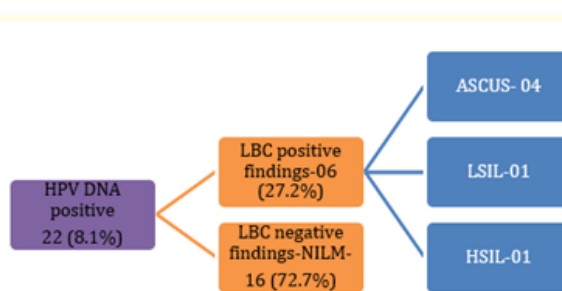 HPV DNA
positive
22 (8.1%)
LBC positive
findings-06
(27.2%)
LBC negative
findings-NILM-
16 (72.7%)
ASCUS- 04
LSIL-01
HSIL-01